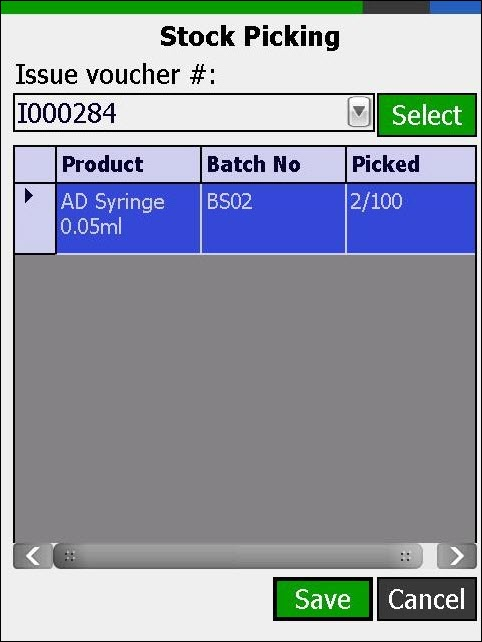 Stock Picking
Issue voucher #:
I000284
Select
Product Batch No Picked
AD Syringe 0.05ml BS02 2/100
Save Cancel